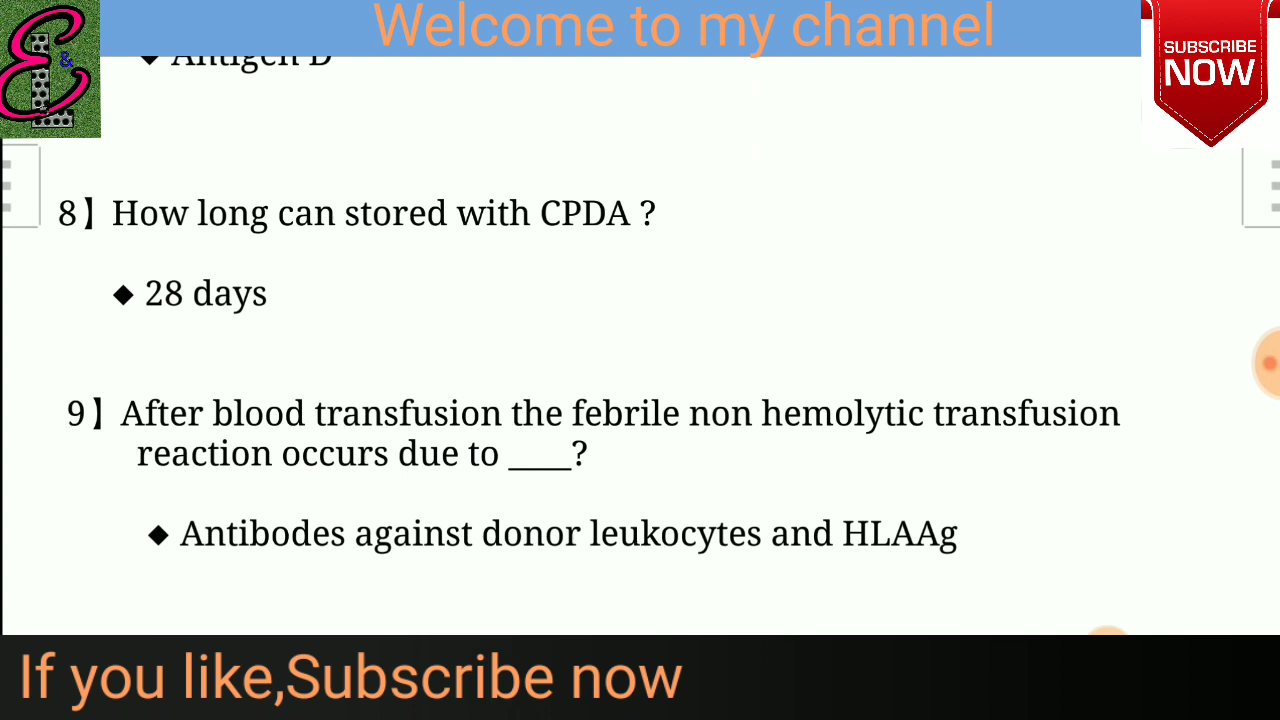 Welcome to my channel
SUBSCRIBE
NOW
E & L
◆ Antigen D
8】How long can stored with CPDA ?
◆ 28 days
9】After blood transfusion the febrile non hemolytic transfusion
reaction occurs due to ____?
◆ Antibodes against donor leukocytes and HLAAg
If you like,Subscribe now